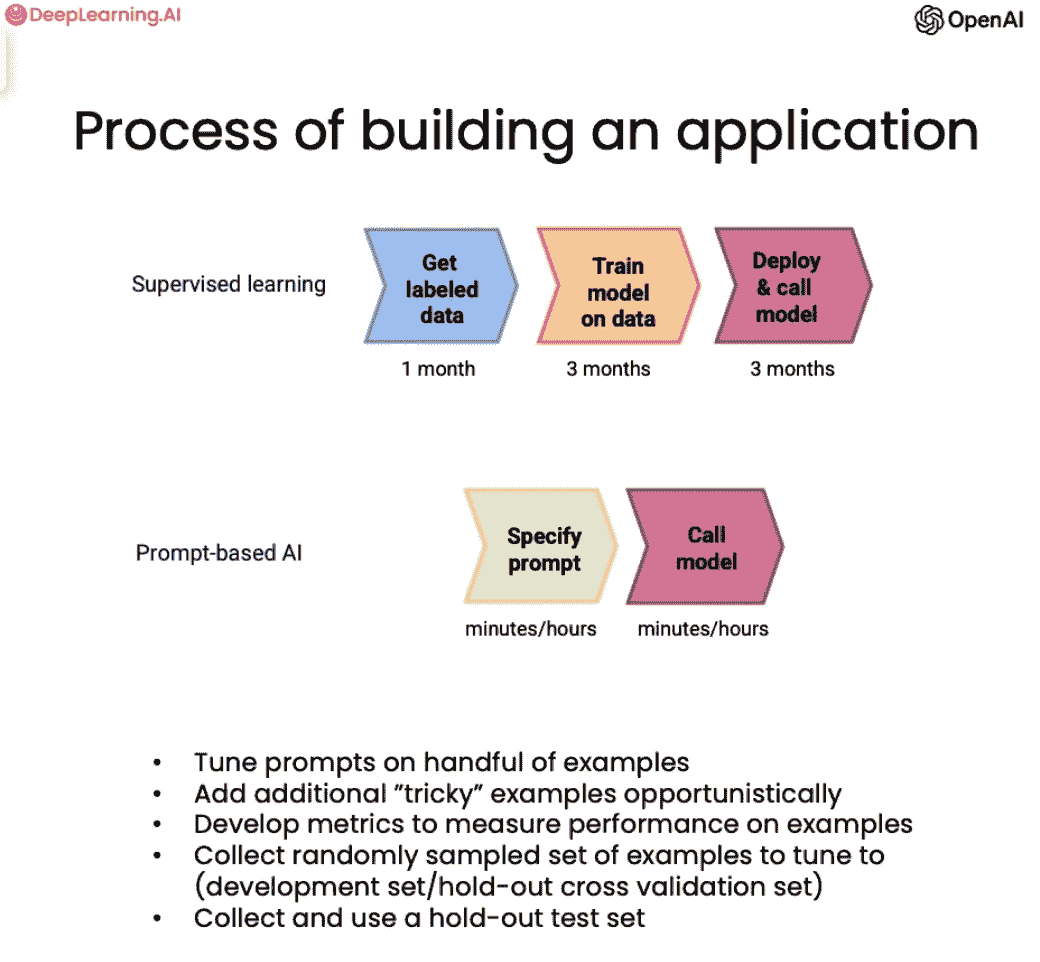 DeepLearning.AI
OpenAI
Process of building an application
Supervised learning
Get
labeled
data
1 month
Train
model
on data
3 months
Deploy
& call
model
3 months
Prompt-based AI
Specify
prompt
minutes/hours
Call
model
minutes/hours
• Tune prompts on handful of examples
• Add additional ”tricky” examples opportunistically
• Develop metrics to measure performance on examples
• Collect randomly sampled set of examples to tune to
(development set/hold-out cross validation set)
• Collect and use a hold-out test set